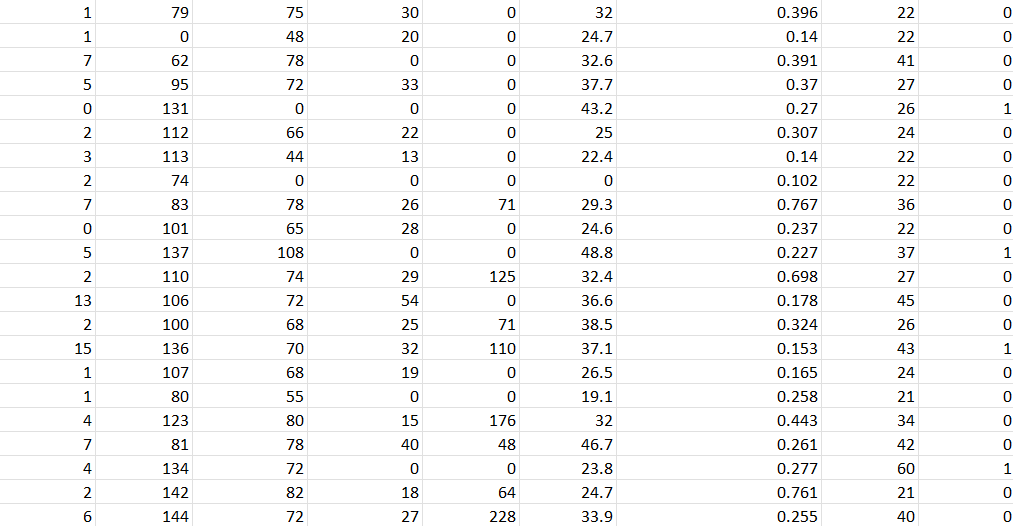 1 79 75 30 0 32 0.396 22 0
1 0 48 20 0 24.7 0.14 22 0
7 62 78 0 0 32.6 0.391 41 0
5 95 72 33 0 37.7 0.37 27 0
0 131 0 0 0 43.2 0.27 26 1
2 112 66 22 0 25 0.307 24 0
3 113 44 13 0 22.4 0.14 22 0
2 74 0 0 0 0 0.102 22 0
7 83 78 26 71 29.3 0.767 36 0
0 101 65 28 0 24.6 0.237 22 0
5 137 108 0 0 48.8 0.227 37 1
2 110 74 29 125 32.4 0.698 27 0
13 106 72 54 0 36.6 0.178 45 0
2 100 68 25 71 38.5 0.324 26 0
15 136 70 32 110 37.1 0.153 43 1
1 107 68 19 0 26.5 0.165 24 0
1 80 55 0 0 19.1 0.258 21 0
4 123 80 15 176 32 0.443 34 0
7 81 78 40 48 46.7 0.261 42 0
4 134 72 0 0 23.8 0.277 60 1
2 142 82 18 64 24.7 0.761 21 0
6 144 72 27 228 33.9 0.255 40 0